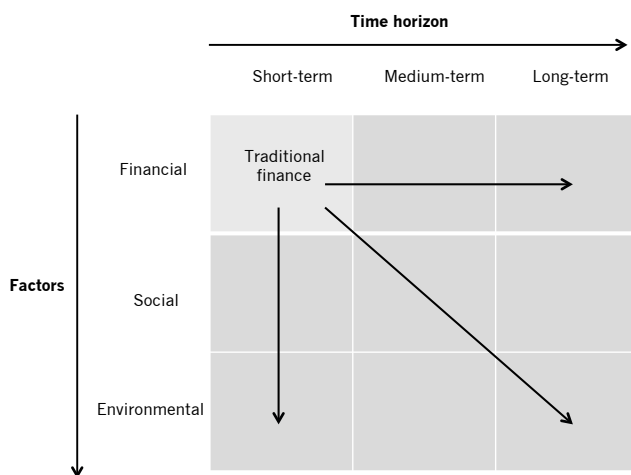 Time horizon
Short-term Medium-term Long-term
Financial
Traditional
finance
Factors
Social
Environmental